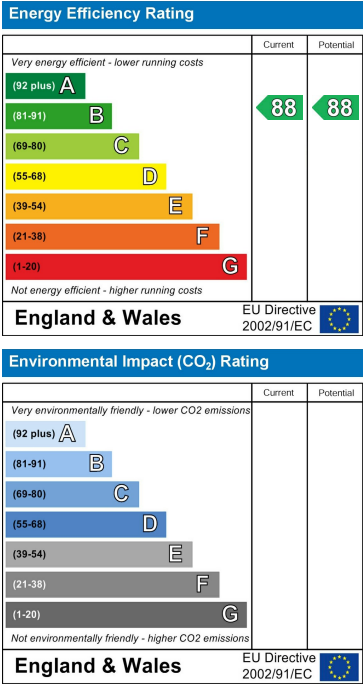 Energy Efficiency Rating
Current Potential
Very energy efficient - lower running costs
(92 plus) A
(81-91) B
88 88
(69-80) C
(55-68) D
(39-54) E
(21-38) F
(1-20) G
Not energy efficient - higher running costs
England & Wales
EU Directive
2002/91/EC
Environmental Impact (CO₂) Rating
Current Potential
Very environmentally friendly - lower CO2 emissions
(92 plus) A
(81-91) B
(69-80) C
(55-68) D
(39-54) E
(21-38) F
(1-20) G
Not environmentally friendly - higher CO2 emissions
England & Wales
EU Directive
2002/91/EC